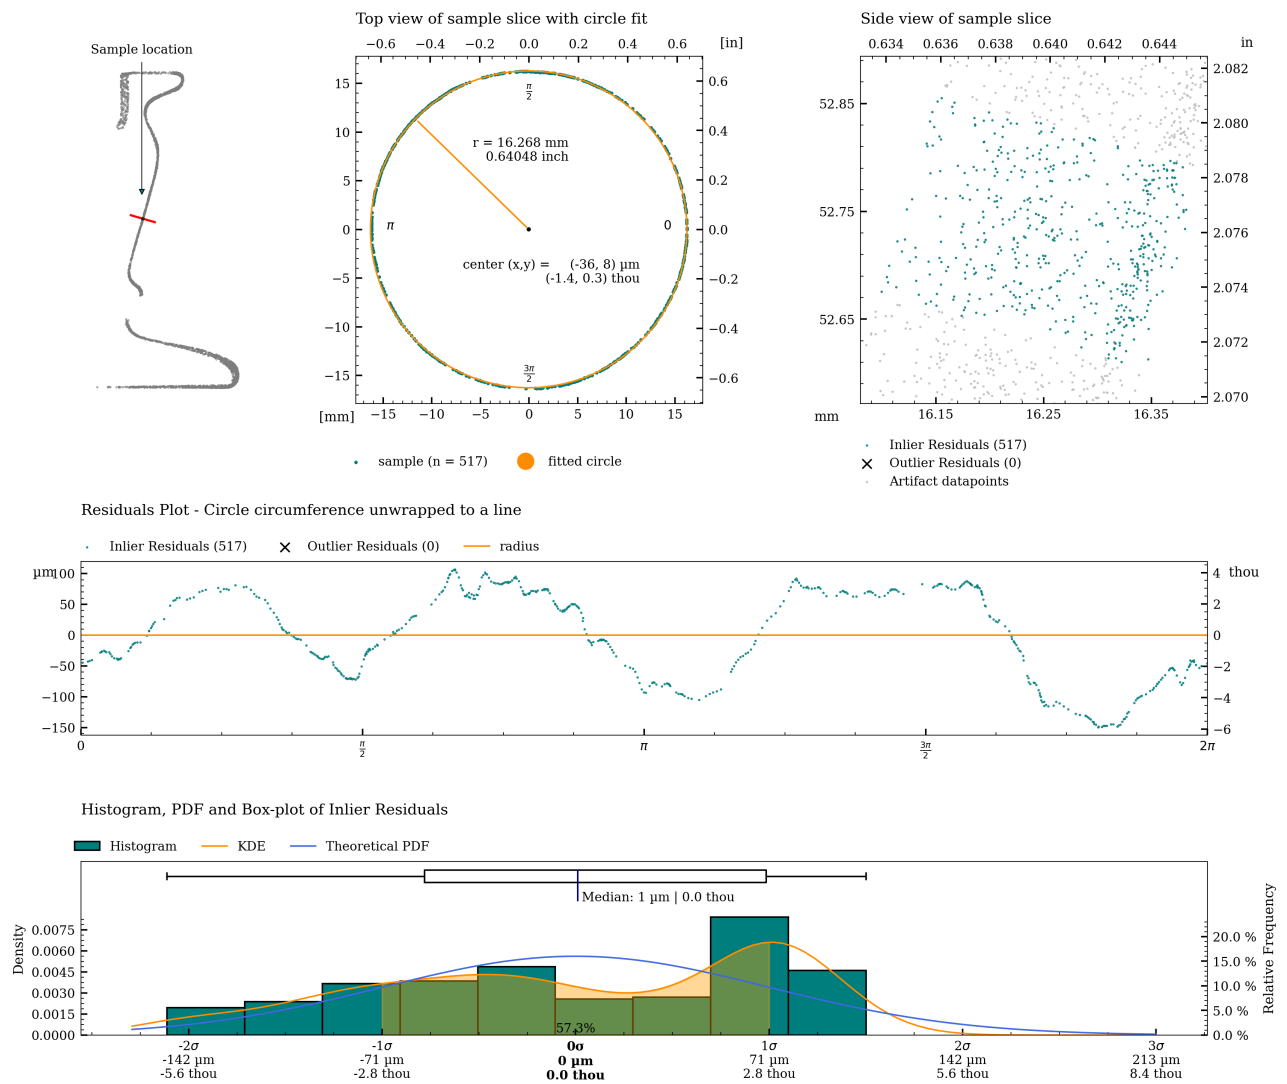 Sample location
Top view of sample slice with circle fit
−0.6 −0.4 −0.2 0.0 0.2 0.4 0.6 [in]
15
10
5
0
−5
−10
−15
0.6
0.4
0.2
0.0
−0.2
−0.4
−0.6
π/2
r = 16.268 mm
0.64048 inch
π
0
center (x,y) = (-36, 8) µm
(-1.4, 0.3) thou
3π/2
[mm] −15 −10 −5 0 5 10 15
sample (n = 517) fitted circle
Side view of sample slice
0.634 0.636 0.638 0.640 0.642 0.644 in
52.85
52.75
52.65
2.082
2.080
2.078
2.076
2.074
2.072
2.070
mm 16.15 16.25 16.35
Inlier Residuals (517)
Outlier Residuals (0)
Artifact datapoints
Residuals Plot - Circle circumference unwrapped to a line
Inlier Residuals (517) Outlier Residuals (0) radius
µm
100
50
0
−50
−100
−150
thou
4
2
0
−2
−4
−6
0 π/2 π 3π/2 2π
Histogram, PDF and Box-plot of Inlier Residuals
Histogram KDE Theoretical PDF
Median: 1 µm | 0.0 thou
Density
0.0075
0.0060
0.0045
0.0030
0.0015
0.0000
Relative Frequency
20.0 %
15.0 %
10.0 %
5.0 %
0.0 %
57.3%
-2σ -1σ 0σ 1σ 2σ 3σ
-142 µm -71 µm 0 µm 71 µm 142 µm 213 µm
-5.6 thou -2.8 thou 0.0 thou 2.8 thou 5.6 thou 8.4 thou